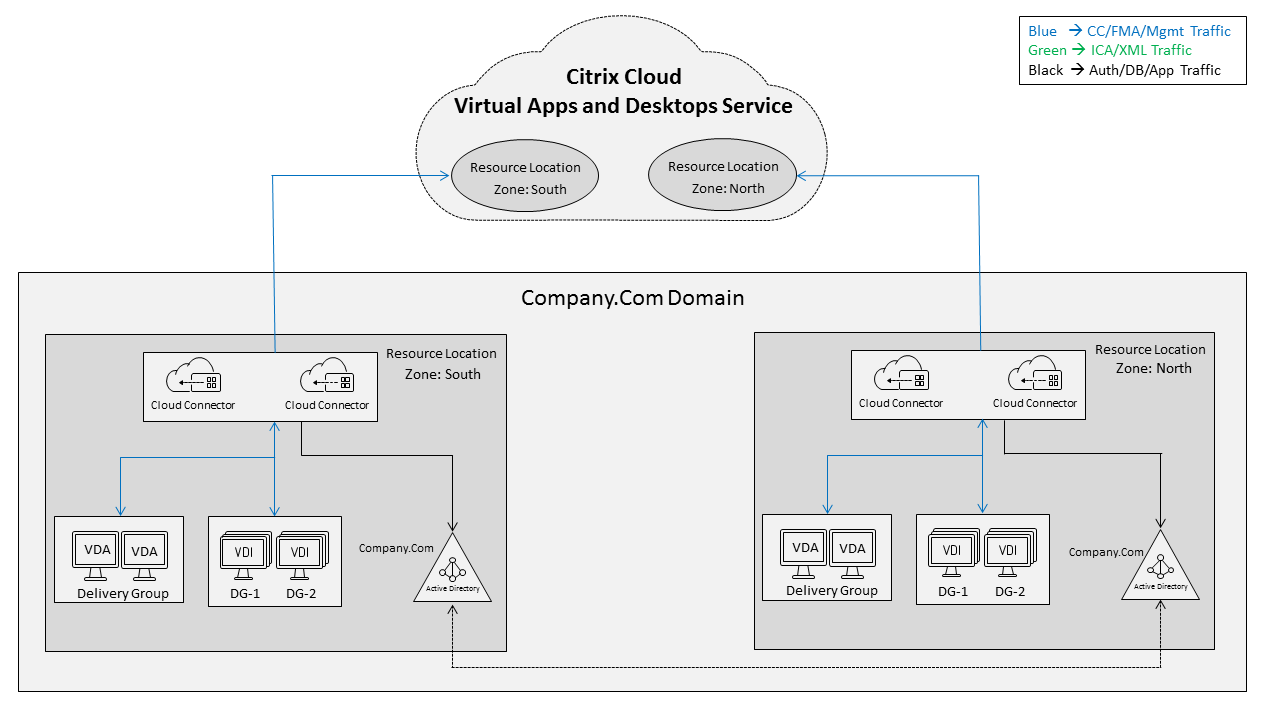 Blue → CC/FMA/Mgmt Traffic
Green → ICA/XML Traffic
Black → Auth/DB/App Traffic
Citrix Cloud
Virtual Apps and Desktops Service
Resource Location
Zone: South
Resource Location
Zone: North
Company.Com Domain
Resource Location
Zone: South
Cloud Connector
Cloud Connector
VDA
VDA
Delivery Group
VDI
VDI
DG-1
DG-2
Company.Com
Active Directory
Resource Location
Zone: North
Cloud Connector
Cloud Connector
VDA
VDA
Delivery Group
VDI
VDI
DG-1
DG-2
Company.Com
Active Directory